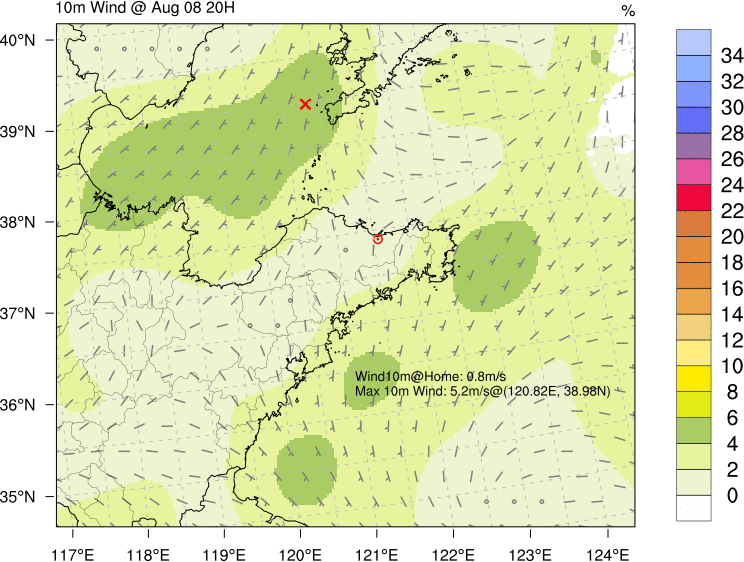 10m Wind @ Aug 08 20H
%
40°N
39°N
38°N
37°N
36°N
35°N
Wind10m@Home: 0.8m/s
Max 10m Wind: 5.2m/s@(120.82E, 38.98N)
117°E 118°E 119°E 120°E 121°E 122°E 123°E 124°E
34
32
30
28
26
24
22
20
18
16
14
12
10
8
6
4
2
0